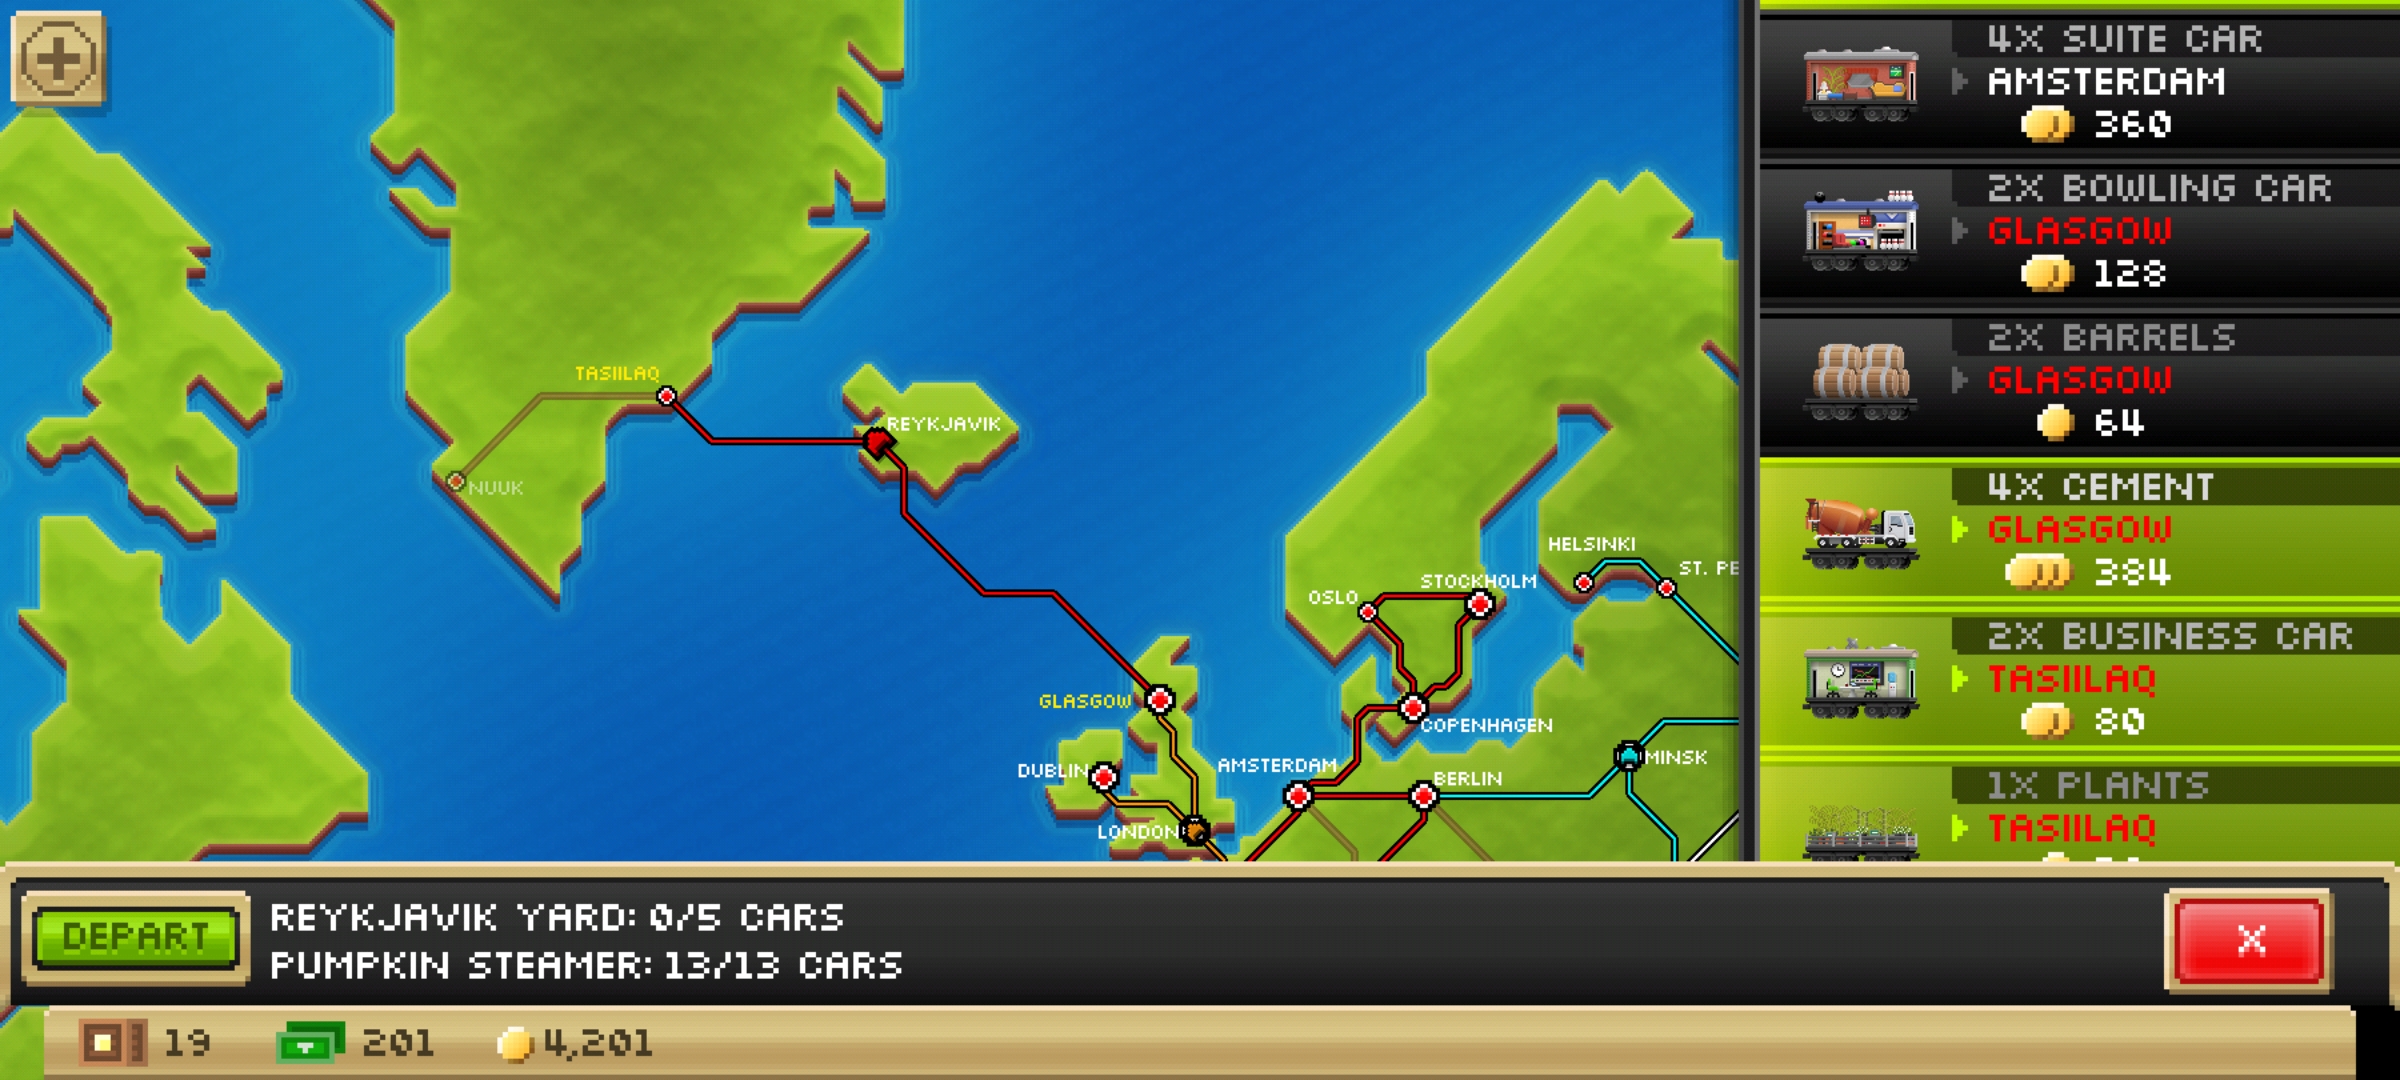 4X SUITE CAR
AMSTERDAM
360
2X BOWLING CAR
GLASGOW
128
2X BARRELS
GLASGOW
64
4X CEMENT
GLASGOW
384
2X BUSINESS CAR
TASIILAQ
80
1X PLANTS
TASIILAQ
TASIILAQ
REYKJAVIK
NUUK
HELSINKI
ST. PE
STOCKHOLM
OSLO
GLASGOW
COPENHAGEN
DUBLIN
AMSTERDAM
BERLIN
MINSK
LONDON
DEPART
REYKJAVIK YARD: 0/5 CARS
PUMPKIN STEAMER: 13/13 CARS
X
19
201
4,201